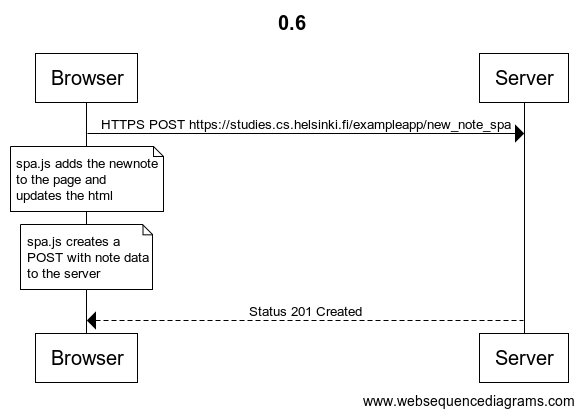 0.6
Browser
Server
HTTPS POST https://studies.cs.helsinki.fi/exampleapp/new_note_spa
spa.js adds the newnote
to the page and
updates the html
spa.js creates a
POST with note data
to the server
Status 201 Created
Browser
Server
www.websequencediagrams.com